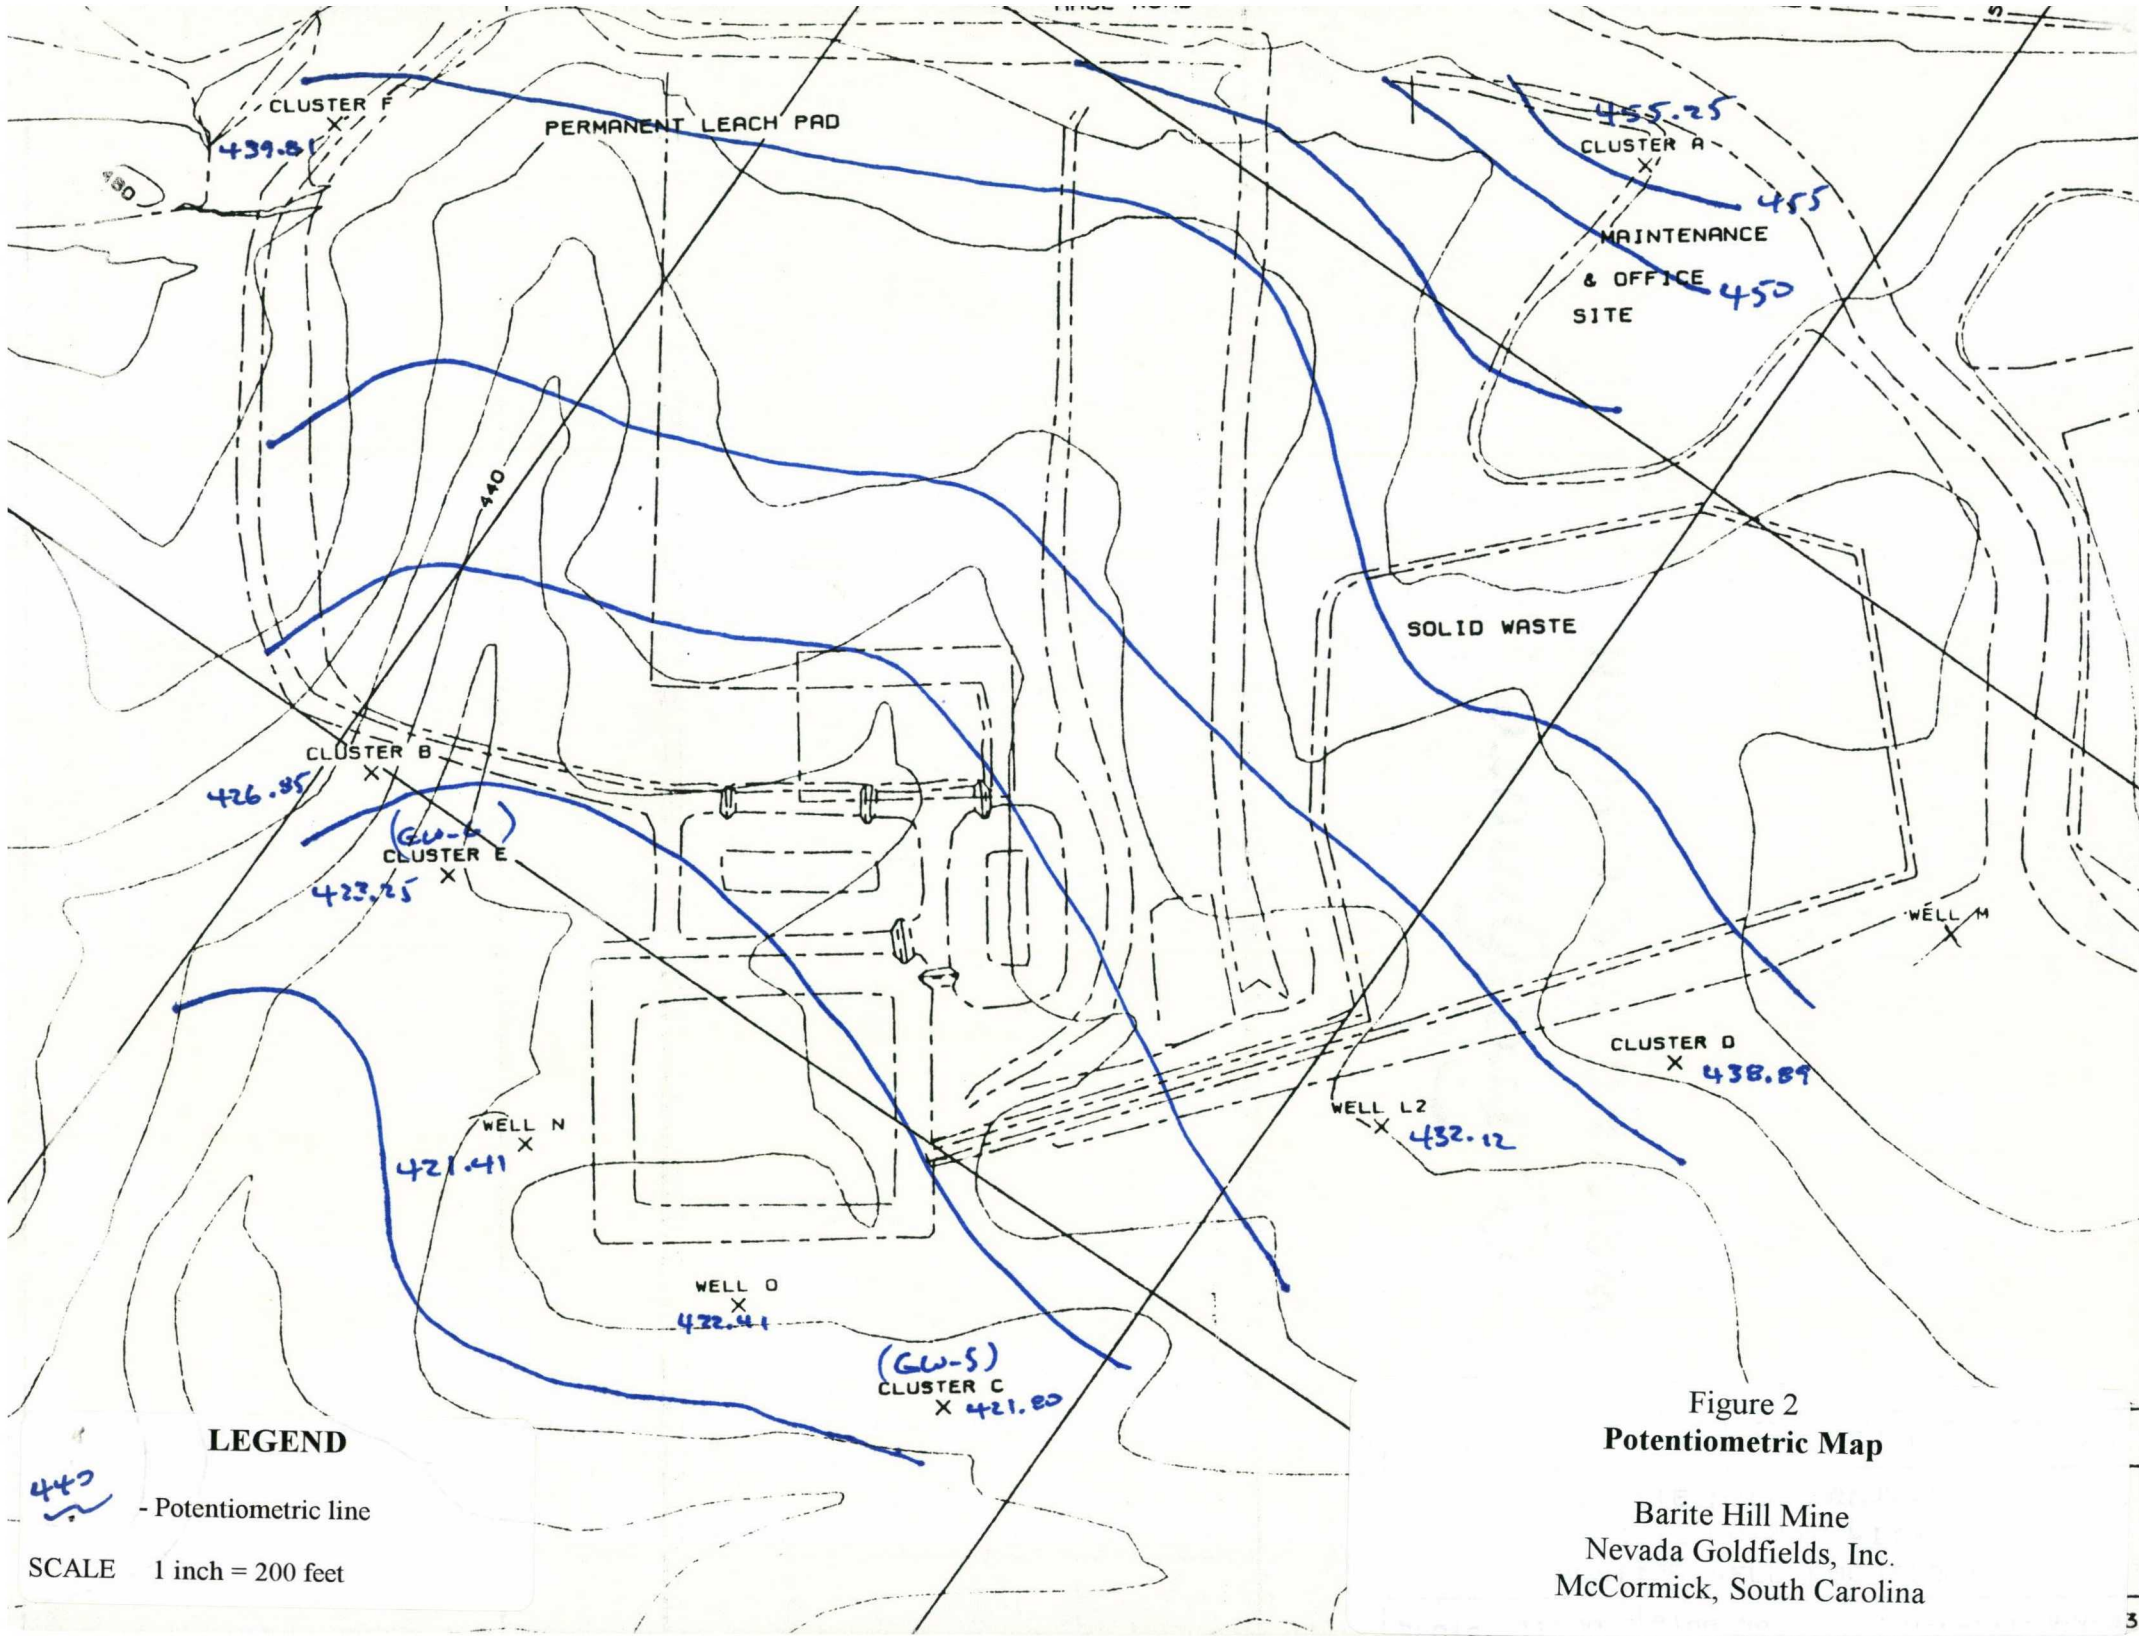 CLUSTER F
439.81
480
PERMANENT LEACH PAD
455.25
CLUSTER A
455
MAINTENANCE
& OFFICE
SITE
450
440
SOLID WASTE
CLUSTER B
426.85
CLUSTER E
423.25
WELL M
CLUSTER D
438.89
WELL L2
432.12
WELL N
421.41
WELL O
422.41
(GW-5)
CLUSTER C
421.80
LEGEND
440
- Potentiometric line
SCALE 1 inch = 200 feet
Figure 2
Potentiometric Map
Barite Hill Mine
Nevada Goldfields, Inc.
McCormick, South Carolina
3